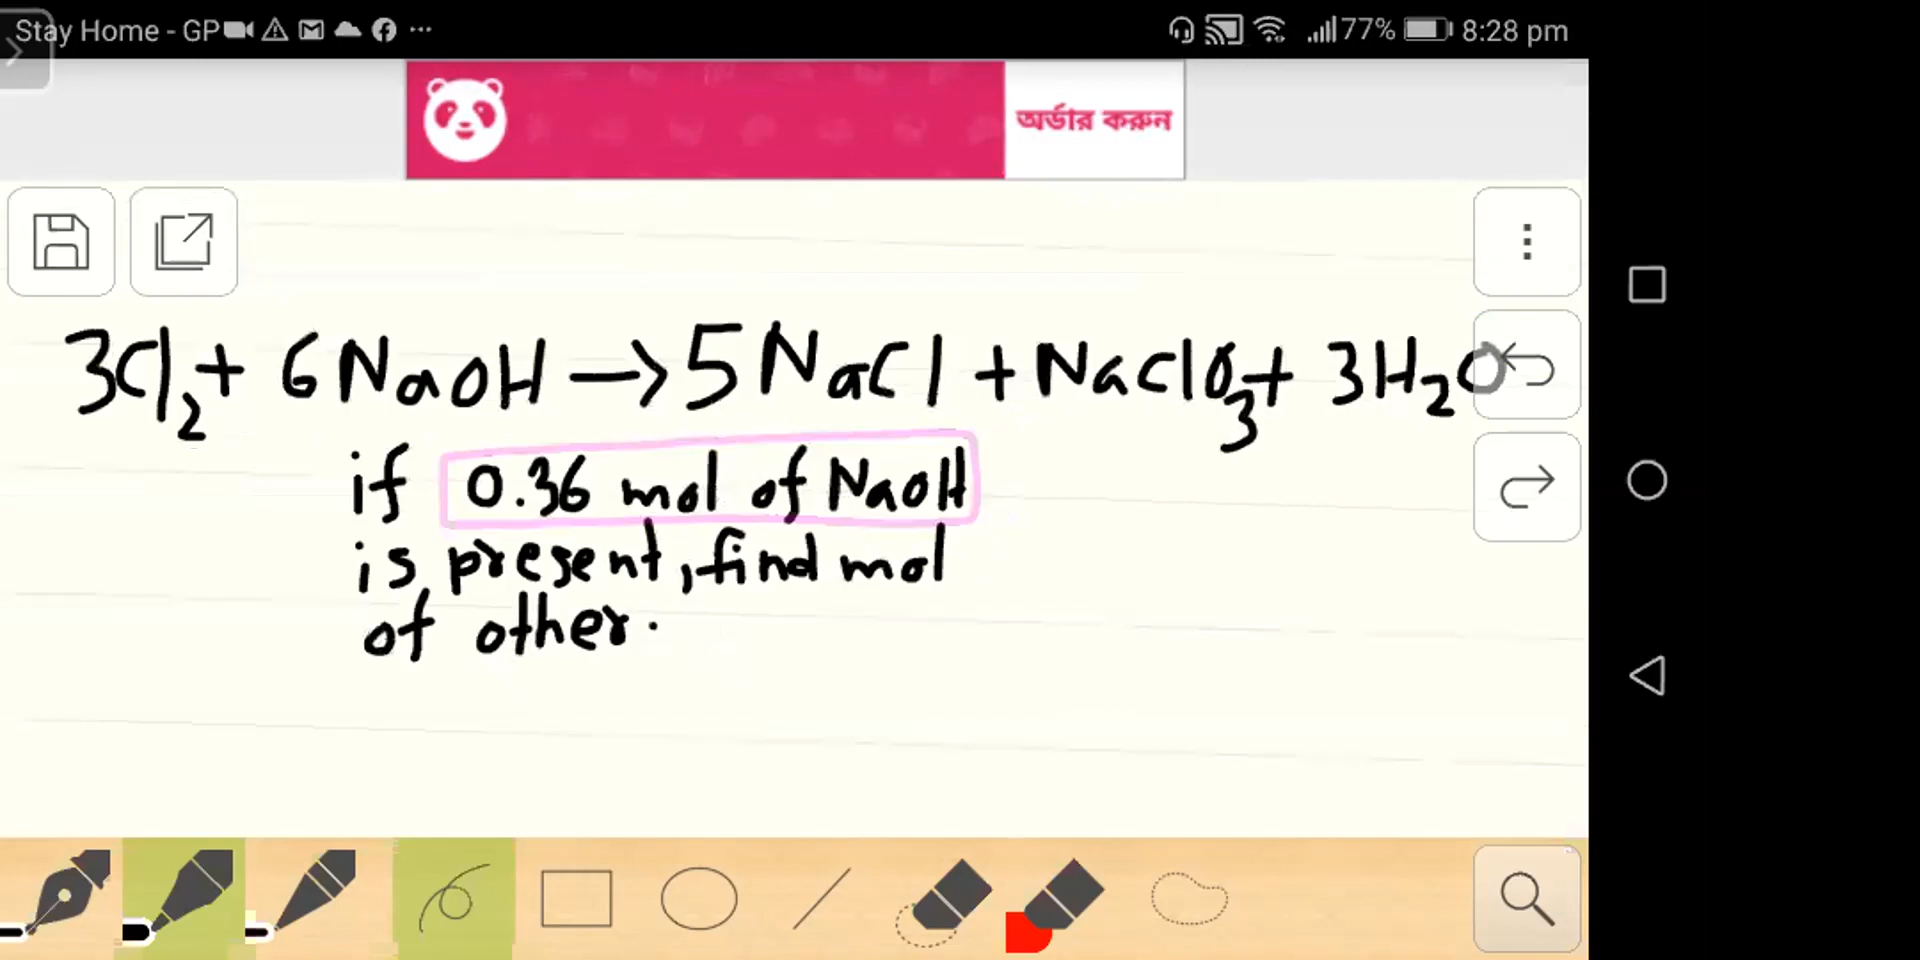 Stay Home - GP ... 77% 8:28 pm
অর্ডার করুন
3Cl₂ + 6NaOH → 5NaCl + NaClO₃ + 3H₂O
if 0.36 mol of NaOH
is present, find mol
of other.